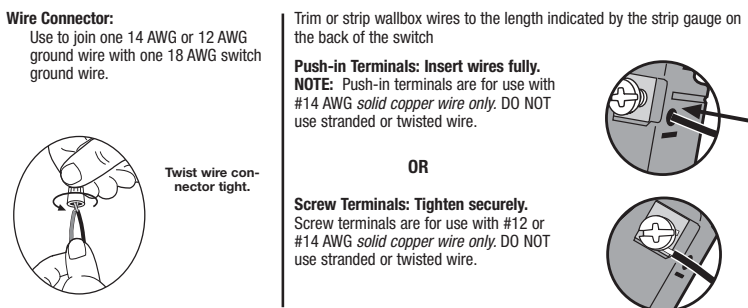 Wire Connector:
Use to join one 14 AWG or 12 AWG
ground wire with one 18 AWG switch
ground wire.
Twist wire con-
nector tight.
Trim or strip wallbox wires to the length indicated by the strip gauge on
the back of the switch
Push-in Terminals: Insert wires fully.
NOTE: Push-in terminals are for use with
#14 AWG solid copper wire only. DO NOT
use stranded or twisted wire.
OR
Screw Terminals: Tighten securely.
Screw terminals are for use with #12 or
#14 AWG solid copper wire only. DO NOT
use stranded or twisted wire.